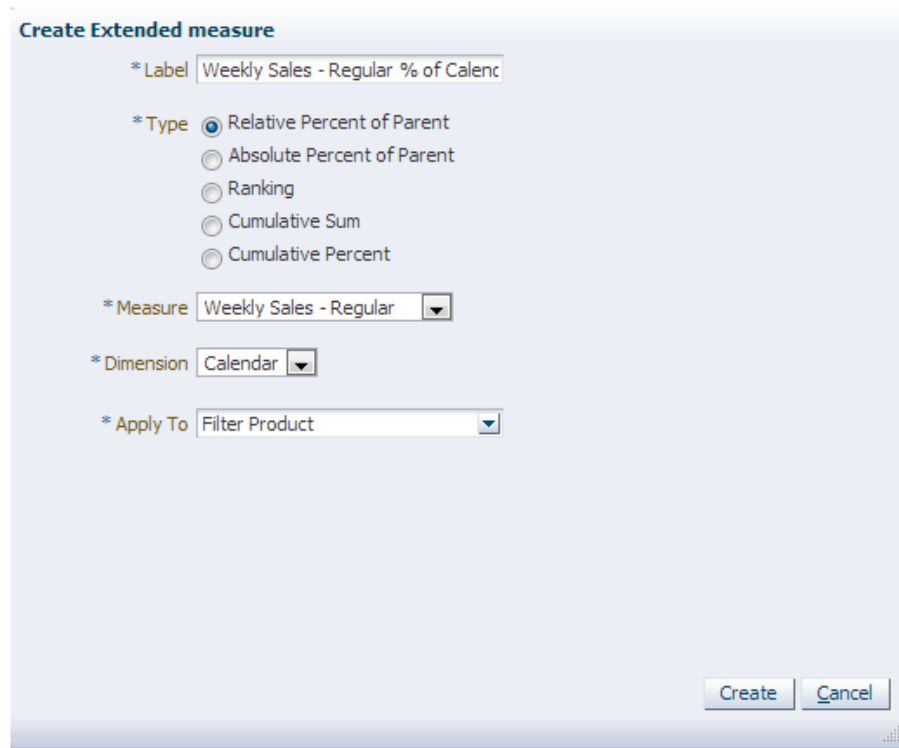 Create Extended measure
*Label Weekly Sales - Regular % of Calenc
*Type Relative Percent of Parent
Absolute Percent of Parent
Ranking
Cumulative Sum
Cumulative Percent
*Measure Weekly Sales - Regular
*Dimension Calendar
*Apply To Filter Product
Create Cancel